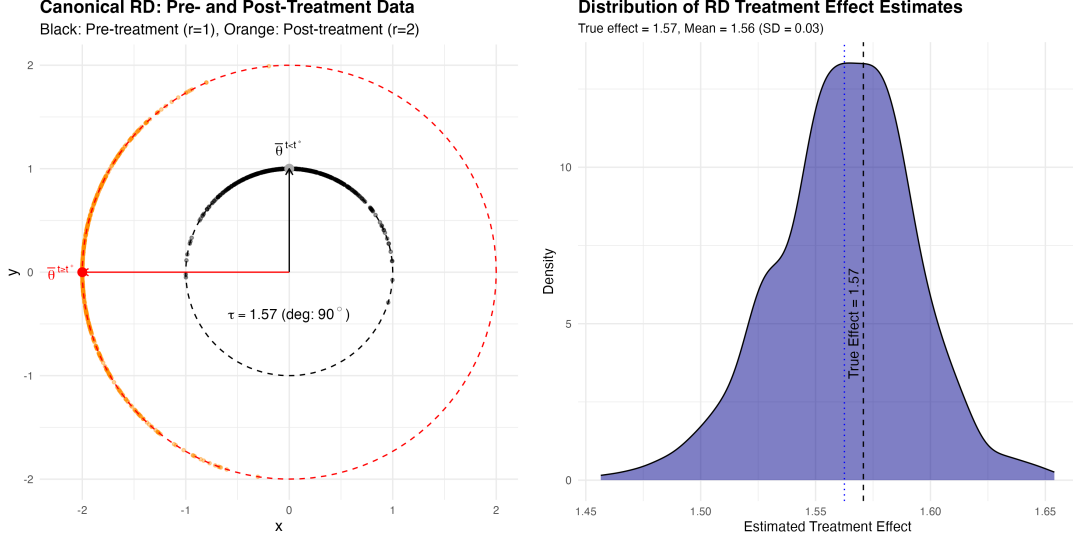 Canonical RD: Pre- and Post-Treatment Data
Black: Pre-treatment (r=1), Orange: Post-treatment (r=2)
y
2
1
0
-1
-2
θ̅ t<t*
θ̅ t≥t*
τ = 1.57 (deg: 90°)
-2 -1 0 1 2
x
Distribution of RD Treatment Effect Estimates
True effect = 1.57, Mean = 1.56 (SD = 0.03)
Density
10
5
0
True Effect = 1.57
1.45 1.50 1.55 1.60 1.65
Estimated Treatment Effect